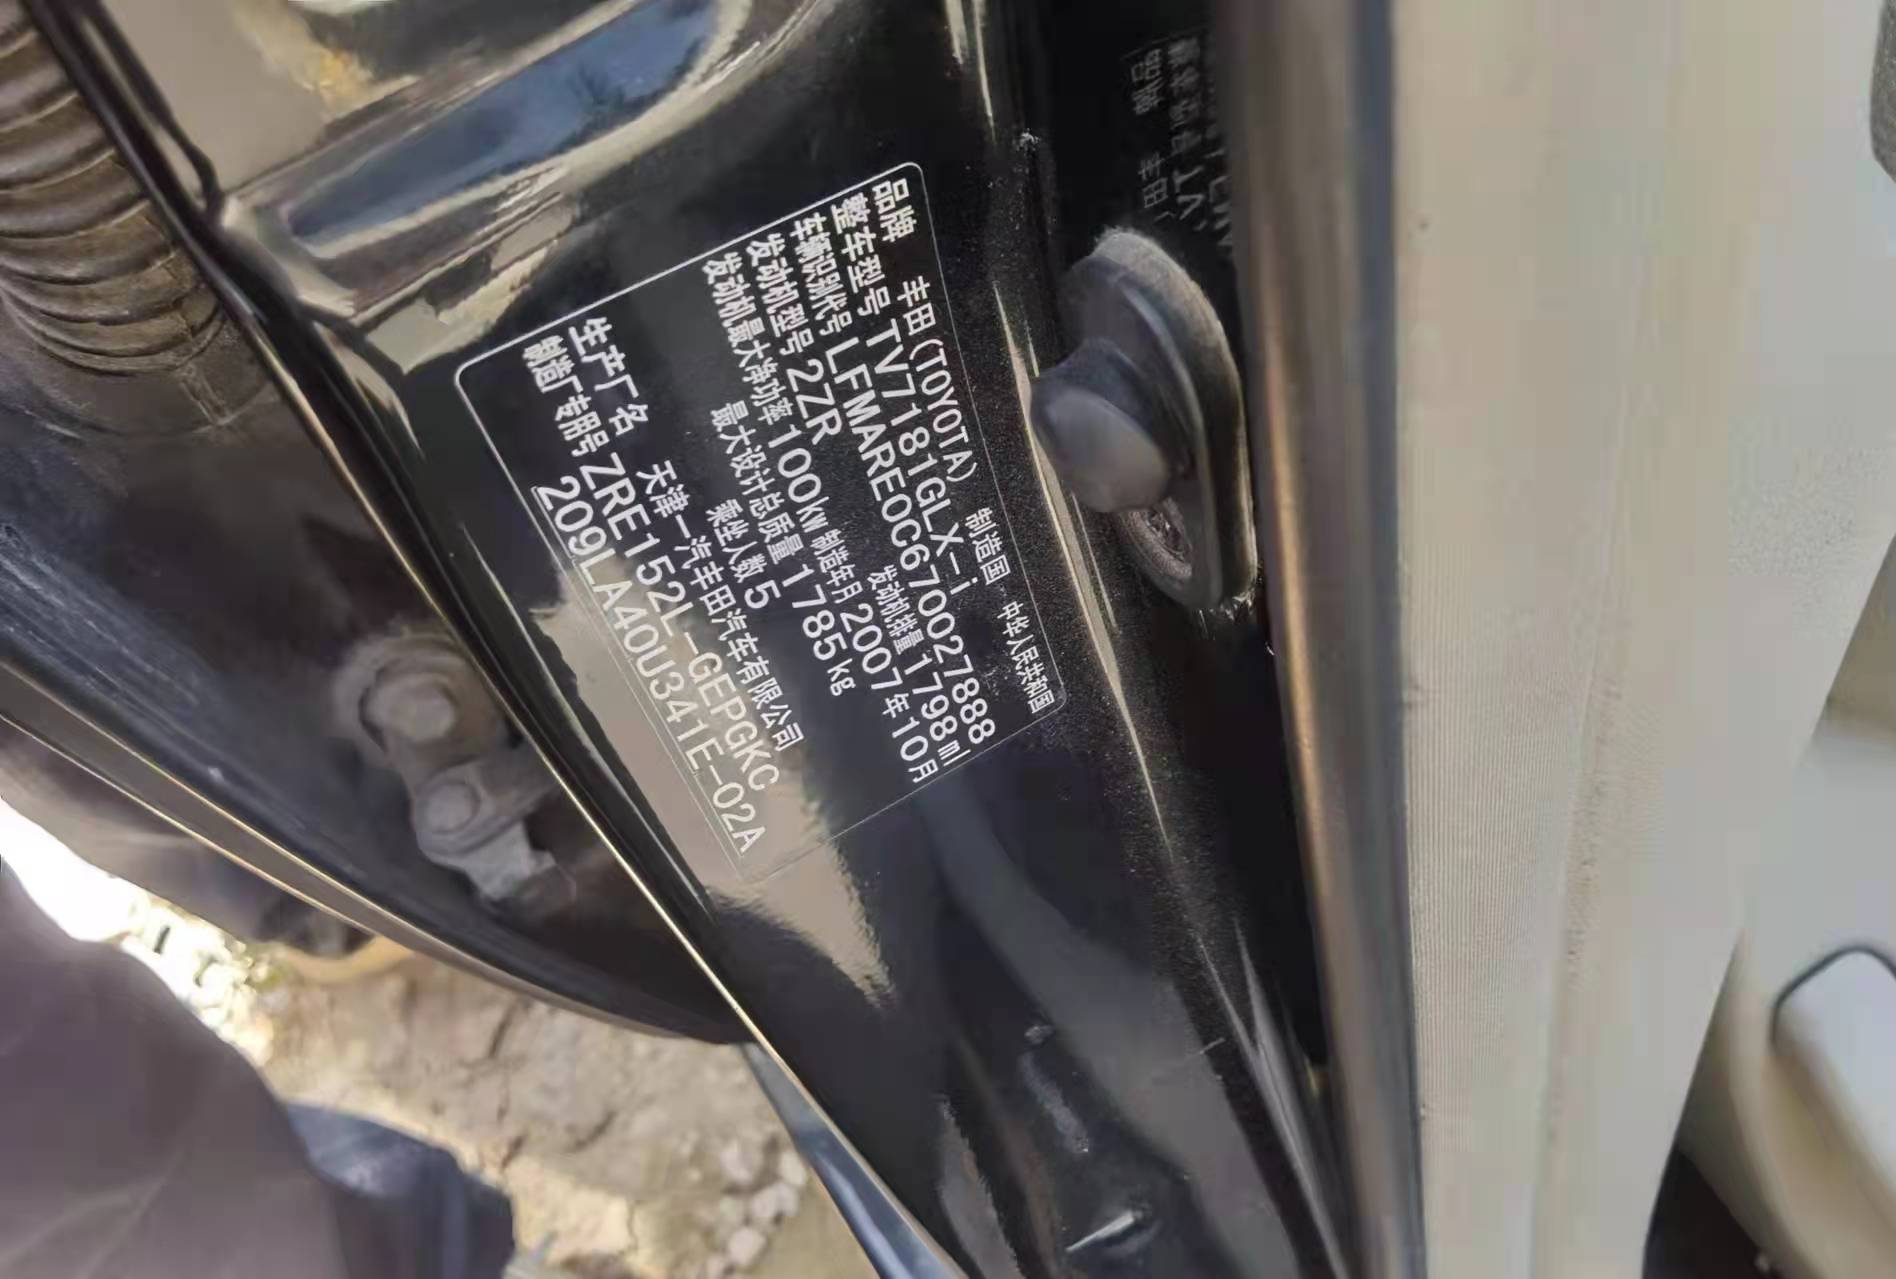 品牌 丰田(TOYOTA) 制造国 中华人民共和国
整车型号 TV7181GLX-i
车辆识别代号 LFMARE0C670027888
发动机型号 2ZR 发动机排量 1798ml
发动机最大净功率 100kw 制造年月 2007年10月
最大设计总质量 1785kg
乘坐人数 5
生产厂名 天津一汽丰田汽车有限公司
制造厂专用号 ZRE152L-GEPGKC
209LA40U341E-02A